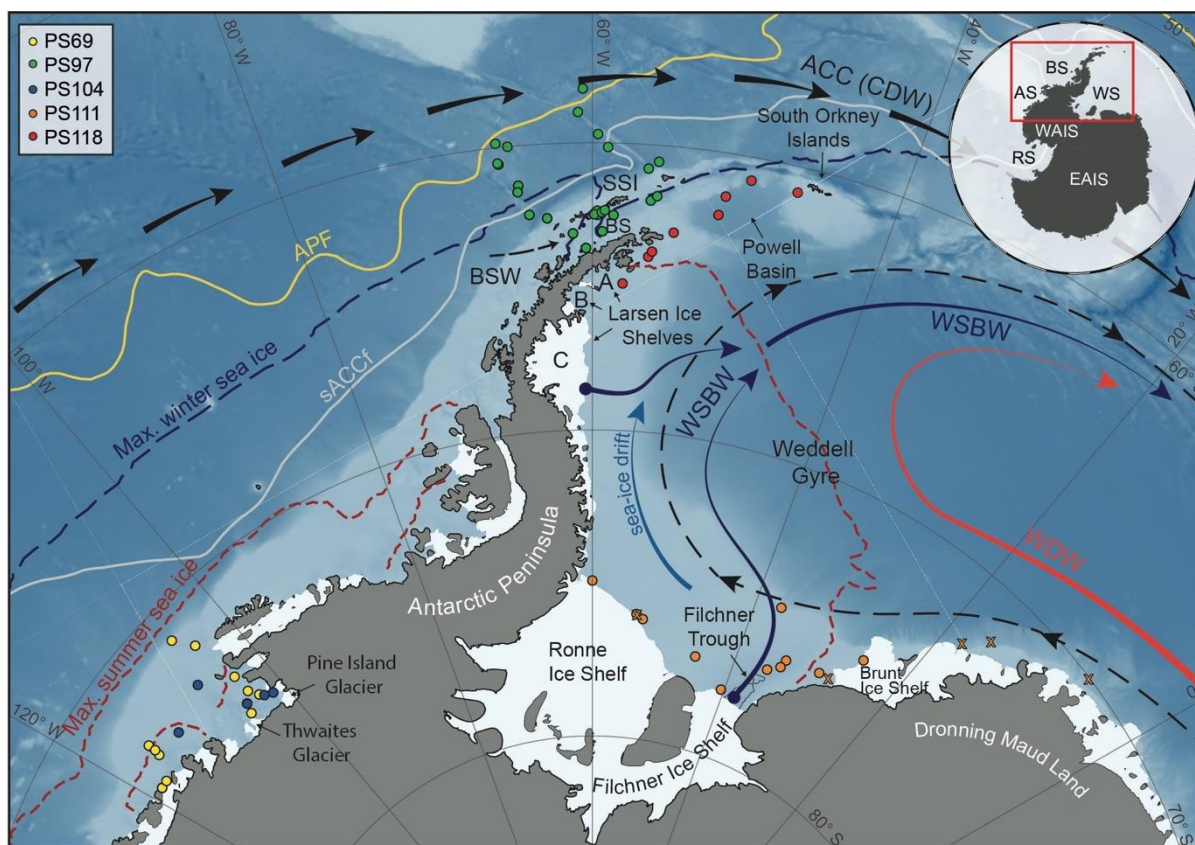 PS69
PS97
PS104
PS111
PS118
80° W
60° W
40° W
50°
ACC (CDW)
BS
AS
WS
WAIS
RS
EAIS
South Orkney
Islands
SSI
APF
BS
BSW
Powell
Basin
A
B
Larsen Ice
Shelves
100° W
Max. winter sea ice
sACCf
C
WSBW
WSBW
20° W
60°
Weddell
Gyre
sea-ice drift
WDW
Antarctic Peninsula
Max. summer sea ice
Filchner
Trough
Ronne
Ice Shelf
Pine Island
Glacier
Brunt
Ice Shelf
0
Thwaites
Glacier
120° W
Dronning Maud
Land
Filchner Ice Shelf
80° S
70° S